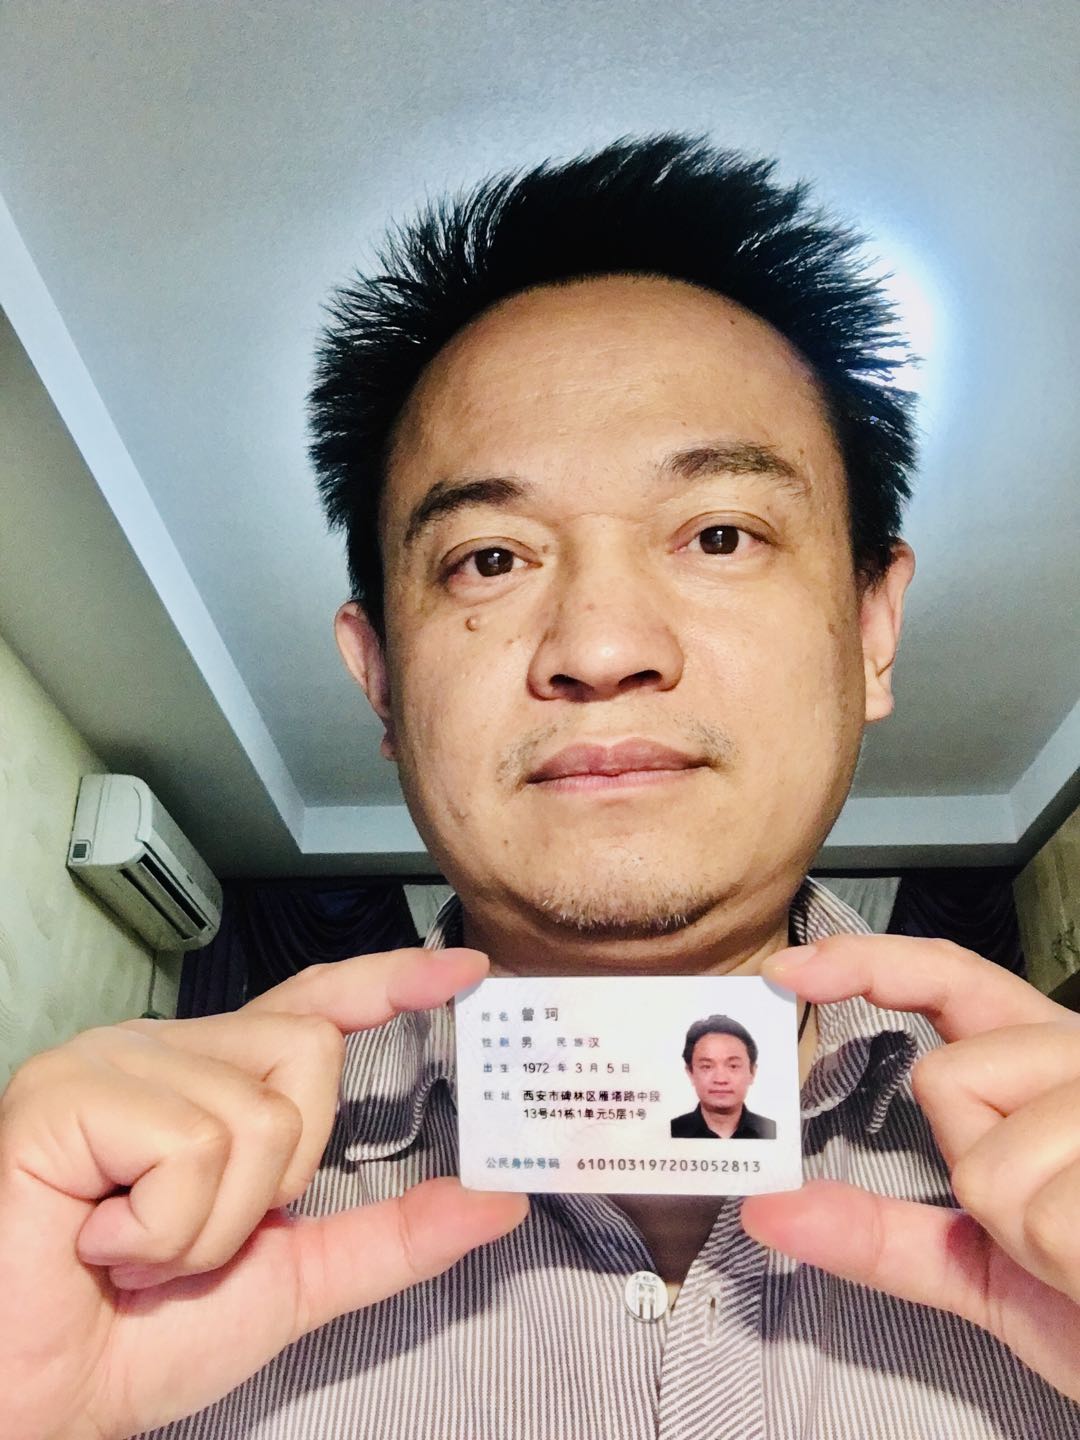 姓名 曾 珂
性别 男 民族 汉
出生 1972 年 3 月 5 日
住址 西安市碑林区雁塔路中段
13号41栋1单元5层1号
公民身份号码 610103197203052813